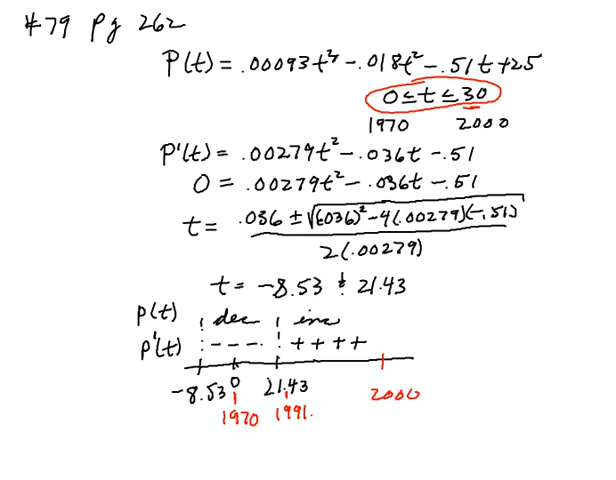 #79 Pg 262
P(t) = .00093t³ - .018t² - .51t + 25
0 ≤ t ≤ 30
1970 2000
P'(t) = .00279t² - .036t - .51
0 = .00279t² - .036t - .51
t = .036 ± √(.036)² - 4(.00279)(-.51)
2(.00279)
t = -8.53 & 21.43
P(t) dec inc
P'(t) - - - - + + + +
-8.53 0 21.43 2000
1970 1991.